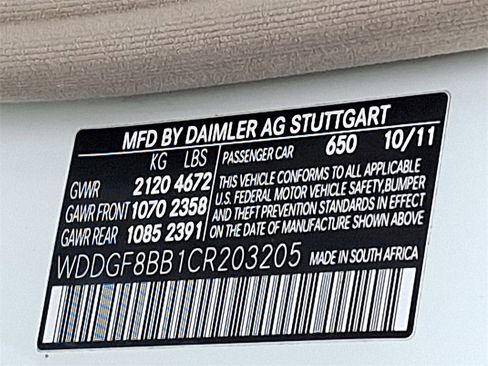 MFD BY DAIMLER AG STUTTGART
KG LBS PASSENGER CAR 650 10/11
GVWR 2120 4672
GAWR FRONT 1070 2358
GAWR REAR 1085 2391
THIS VEHICLE CONFORMS TO ALL APPLICABLE
U.S. FEDERAL MOTOR VEHICLE SAFETY, BUMPER
AND THEFT PREVENTION STANDARDS IN EFFECT
ON THE DATE OF MANUFACTURE SHOWN ABOVE
WDDGF8BB1CR203205 MADE IN SOUTH AFRICA